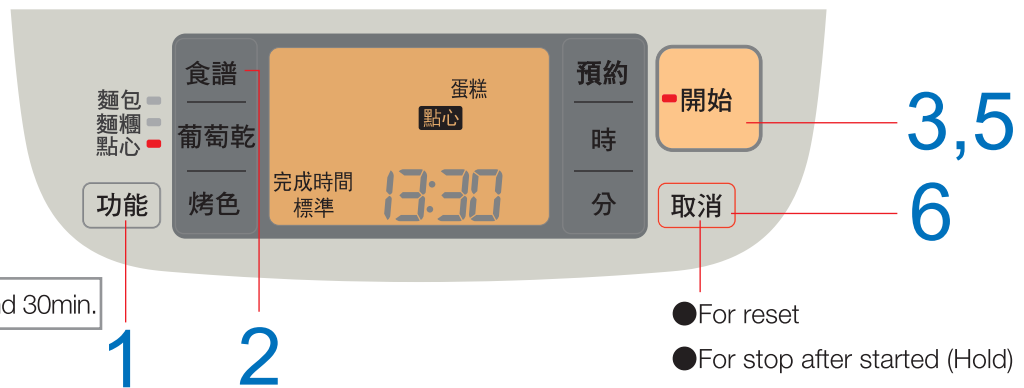 食譜
預約
蛋糕
開始
點心
麵包
麵糰
點心
葡萄乾
時
3,5
功能
烤色
完成時間
標準
13:30
分
取消
6
d 30min.
1
2
●For reset
●For stop after started (Hold)